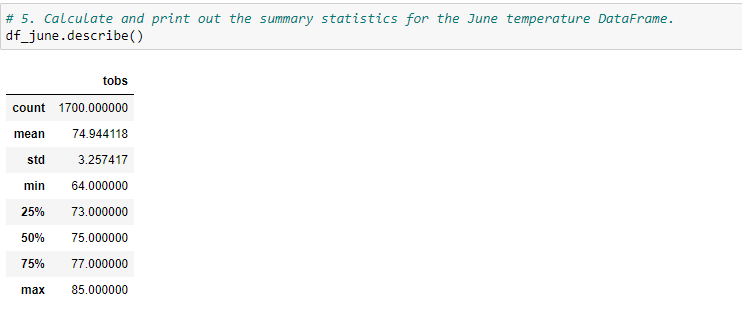 # 5. Calculate and print out the summary statistics for the June temperature DataFrame.
df_june.describe()
tobs
count 1700.000000
mean 74.944118
std 3.257417
min 64.000000
25% 73.000000
50% 75.000000
75% 77.000000
max 85.000000